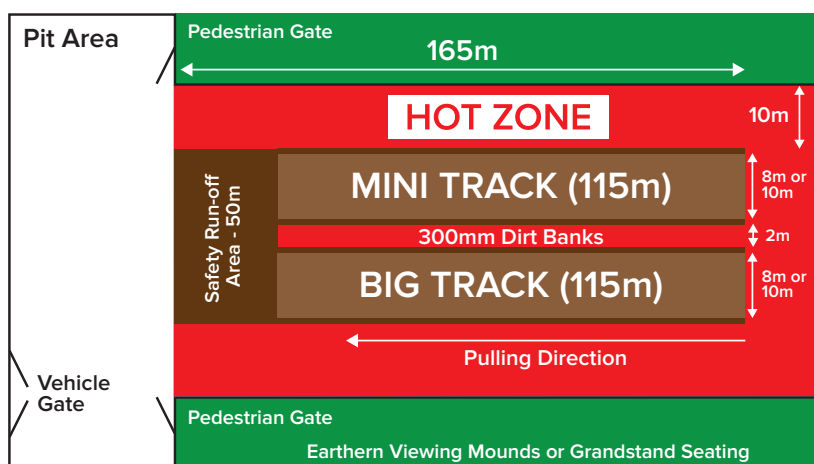 Pit Area
Pedestrian Gate
165m
HOT ZONE
10m
MINI TRACK (115m)
8m or
10m
Safety Run-off
Area - 50m
300mm Dirt Banks
2m
BIG TRACK (115m)
8m or
10m
Pulling Direction
Vehicle
Gate
Pedestrian Gate
Earthern Viewing Mounds or Grandstand Seating